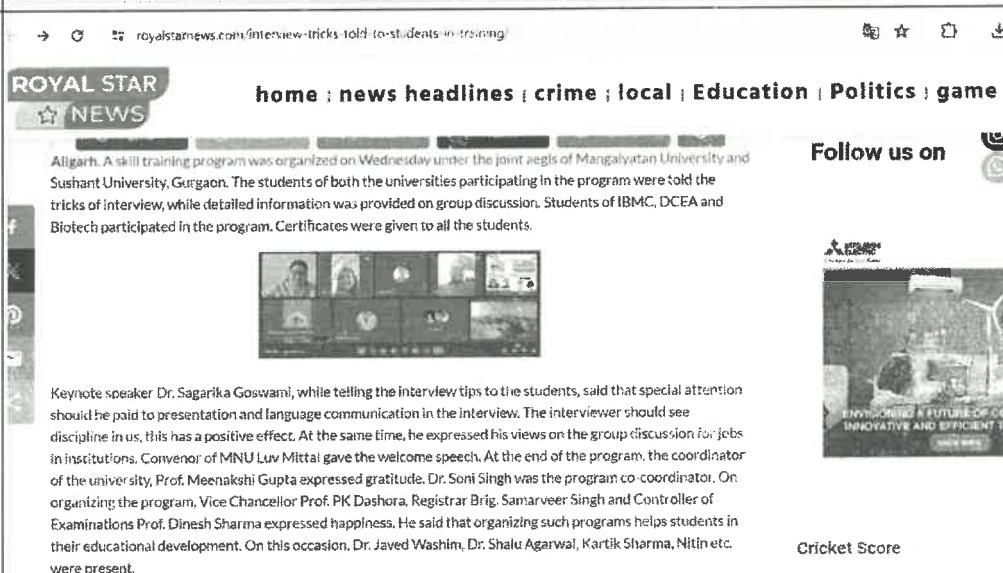 royalstarnews.com/interview-tricks-told-to-students-in-training/
ROYAL STAR
NEWS
home ¦ news headlines ¦ crime ¦ local ¦ Education ¦ Politics ¦ game
Aligarh. A skill training program was organized on Wednesday under the joint aegis of Mangalyatan University and
Sushant University, Gurgaon. The students of both the universities participating in the program were told the
tricks of interview, while detailed information was provided on group discussion. Students of IBMC, DCEA and
Biotech participated in the program. Certificates were given to all the students.
Follow us on
Keynote speaker Dr. Sagarika Goswami, while telling the interview tips to the students, said that special attention
should be paid to presentation and language communication in the interview. The interviewer should see
discipline in us, this has a positive effect. At the same time, he expressed his views on the group discussion for jobs
in institutions. Convenor of MNU Luv Mittal gave the welcome speech. At the end of the program, the coordinator
of the university, Prof. Meenakshi Gupta expressed gratitude. Dr. Soni Singh was the program co-coordinator. On
organizing the program, Vice Chancellor Prof. PK Dashora, Registrar Brig. Samarveer Singh and Controller of
Examinations Prof. Dinesh Sharma expressed happiness. He said that organizing such programs helps students in
their educational development. On this occasion, Dr. Javed Washim, Dr. Shalu Agarwal, Kartik Sharma, Nitin etc.
were present.
ENVISIONING A FUTURE OF
INNOVATIVE AND EFFICIENT
Cricket Score